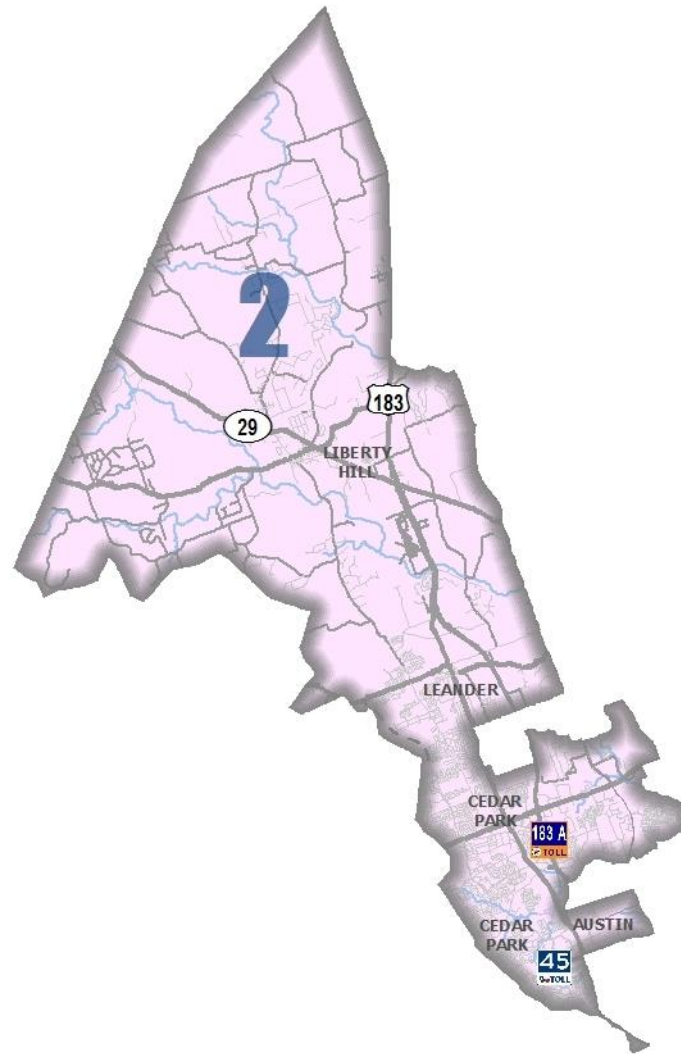 2
183
29
LIBERTY
HILL
LEANDER
CEDAR
PARK
183 A
TOLL
CEDAR
PARK
AUSTIN
45
TOLL